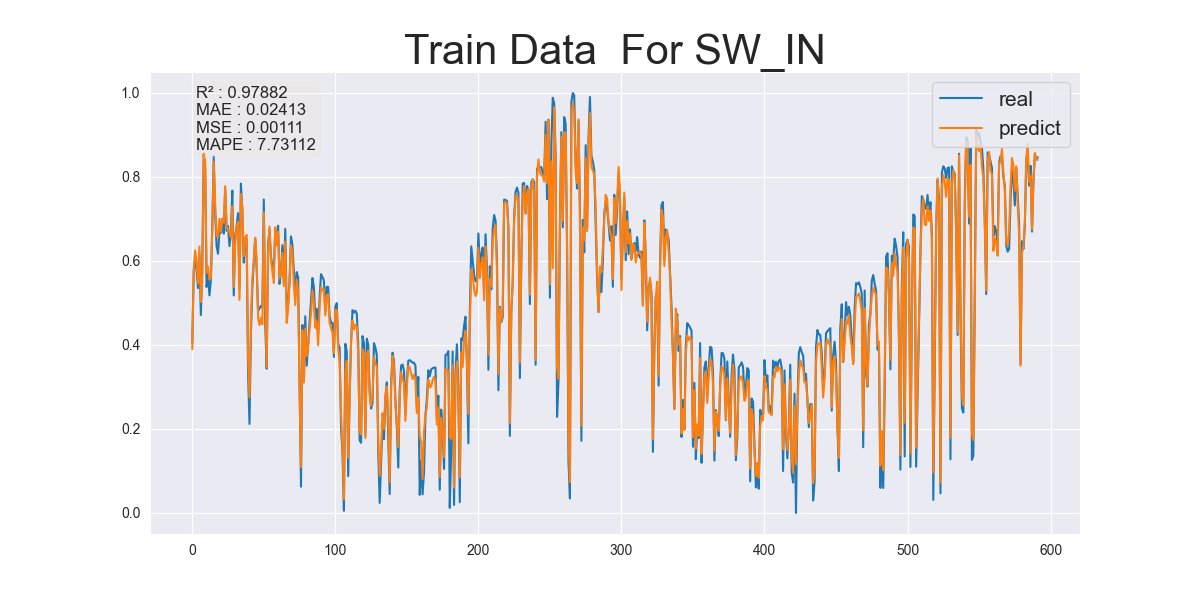 Train Data  For SW_IN
R² : 0.97882
MAE : 0.02413
MSE : 0.00111
MAPE : 7.73112
real
predict
1.0
0.8
0.6
0.4
0.2
0.0
0 100 200 300 400 500 600